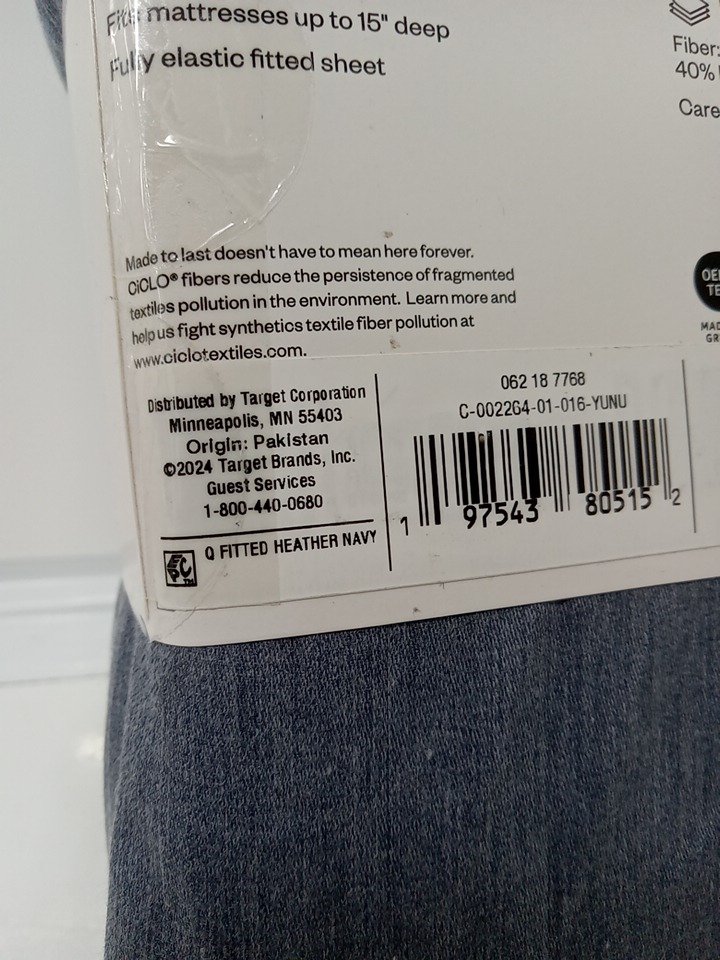 Fits mattresses up to 15" deep
Fully elastic fitted sheet
Fiber:
40%
Care
Made to last doesn't have to mean here forever.
CiCLO® fibers reduce the persistence of fragmented
textiles pollution in the environment. Learn more and
help us fight synthetics textile fiber pollution at
www.ciclotextiles.com.
Distributed by Target Corporation
Minneapolis, MN 55403
Origin: Pakistan
©2024 Target Brands, Inc.
Guest Services
1-800-440-0680
Q FITTED HEATHER NAVY
062 18 7768
C-002264-01-016-YUNU
1 97543 80515 2